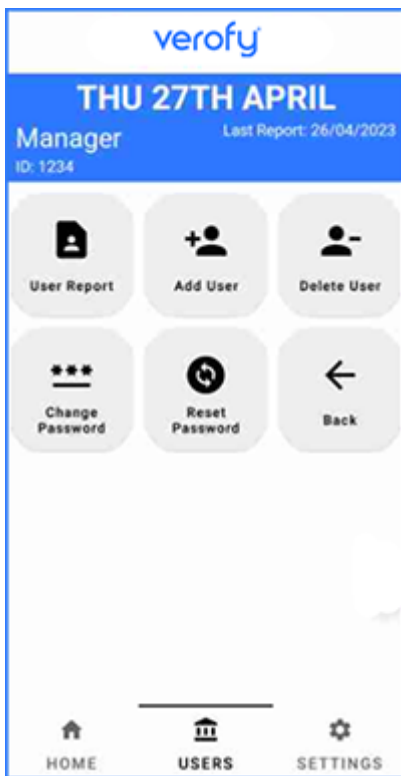 verofy
THU 27TH APRIL
Manager
Last Report: 26/04/2023
ID: 1234
User Report
Add User
Delete User
Change
Password
Reset
Password
Back
HOME
USERS
SETTINGS